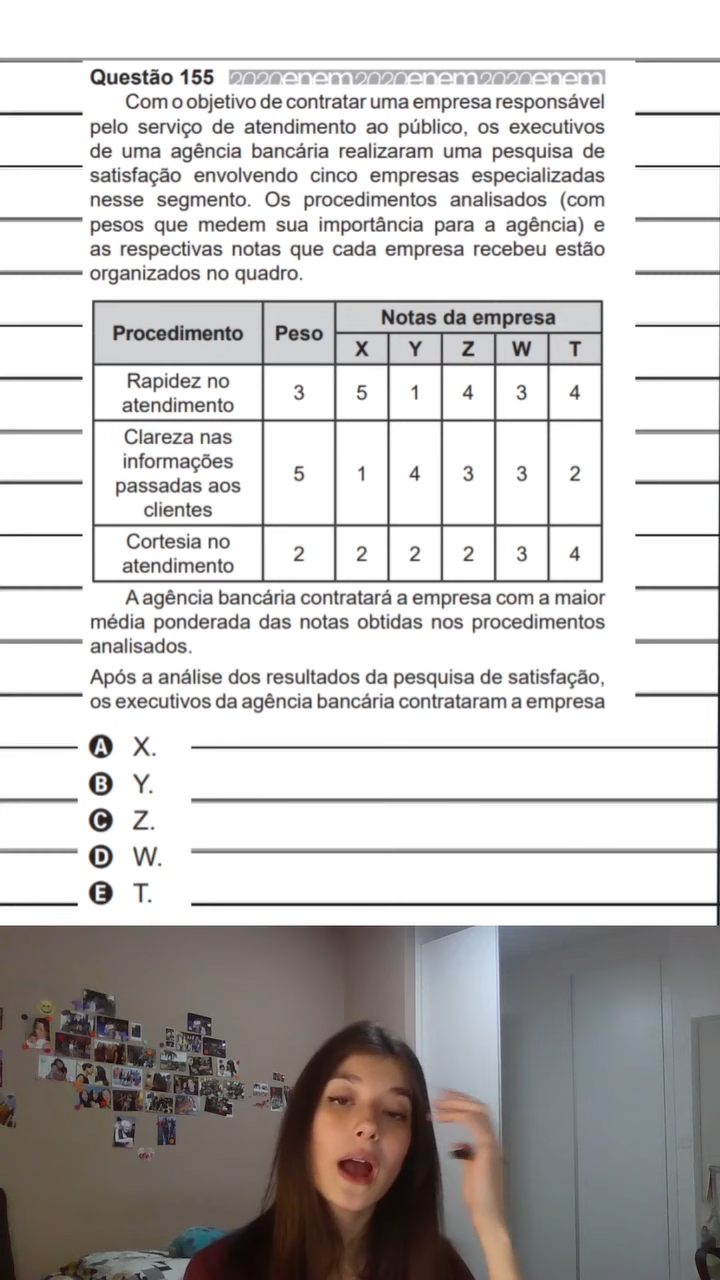 Questão 155 2020enem2020enem2020enem
Com o objetivo de contratar uma empresa responsável
pelo serviço de atendimento ao público, os executivos
de uma agência bancária realizaram uma pesquisa de
satisfação envolvendo cinco empresas especializadas
nesse segmento. Os procedimentos analisados (com
pesos que medem sua importância para a agência) e
as respectivas notas que cada empresa recebeu estão
organizados no quadro.
Procedimento Peso Notas da empresa
X Y Z W T
Rapidez no
atendimento 3 5 1 4 3 4
Clareza nas
informações
passadas aos
clientes 5 1 4 3 3 2
Cortesia no
atendimento 2 2 2 2 3 4
A agência bancária contratará a empresa com a maior
média ponderada das notas obtidas nos procedimentos
analisados.
Após a análise dos resultados da pesquisa de satisfação,
os executivos da agência bancária contrataram a empresa
A X.
B Y.
C Z.
D W.
E T.